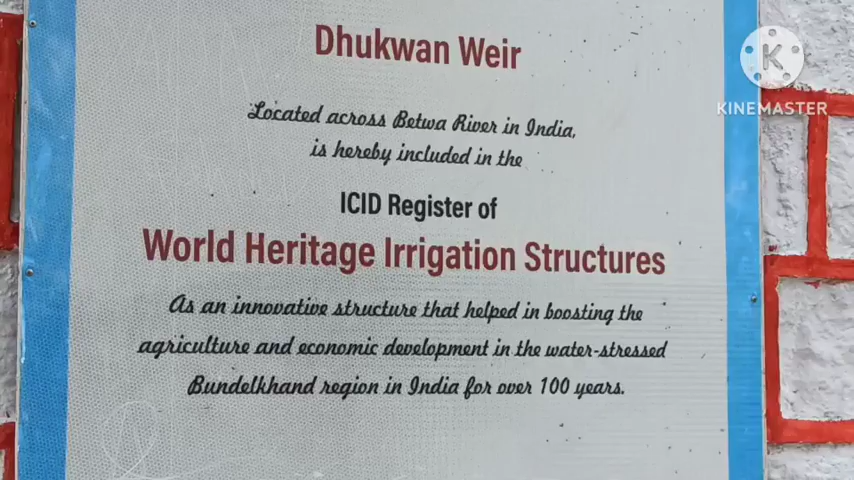 Dhukwan Weir
K
KINEMASTER
Located across Betwa River in India,
is hereby included in the
ICID Register of
World Heritage Irrigation Structures
As an innovative structure that helped in boosting the
agriculture and economic development in the water-stressed
Bundelkhand region in India for over 100 years.